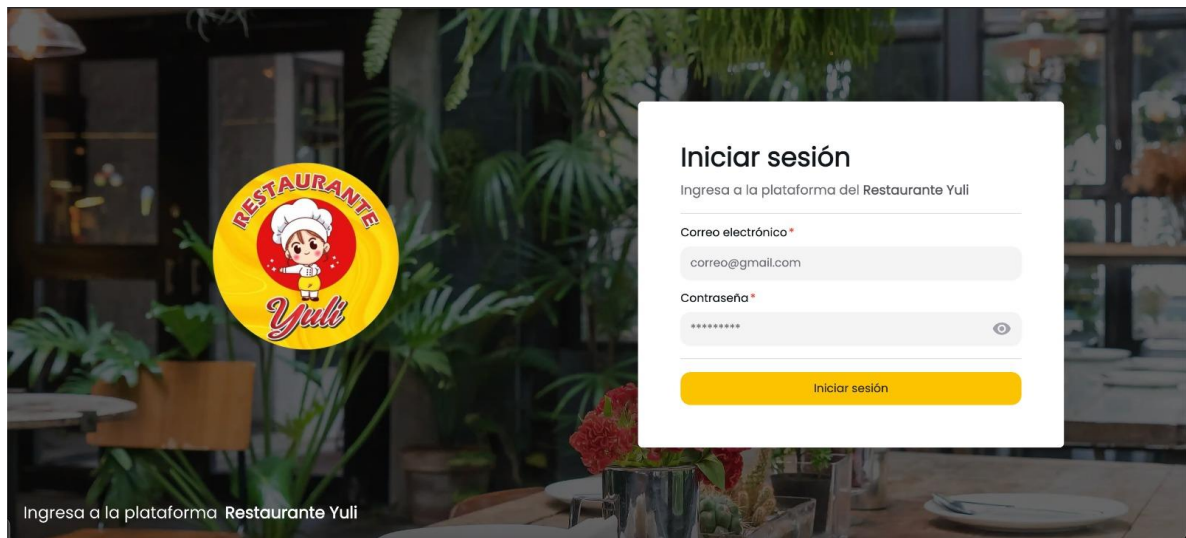 RESTAURANTE
Yuli
Ingresa a la plataforma Restaurante Yuli
Iniciar sesión
Ingresa a la plataforma del Restaurante Yuli
Correo electrónico*
correo@gmail.com
Contraseña*
*********
Iniciar sesión